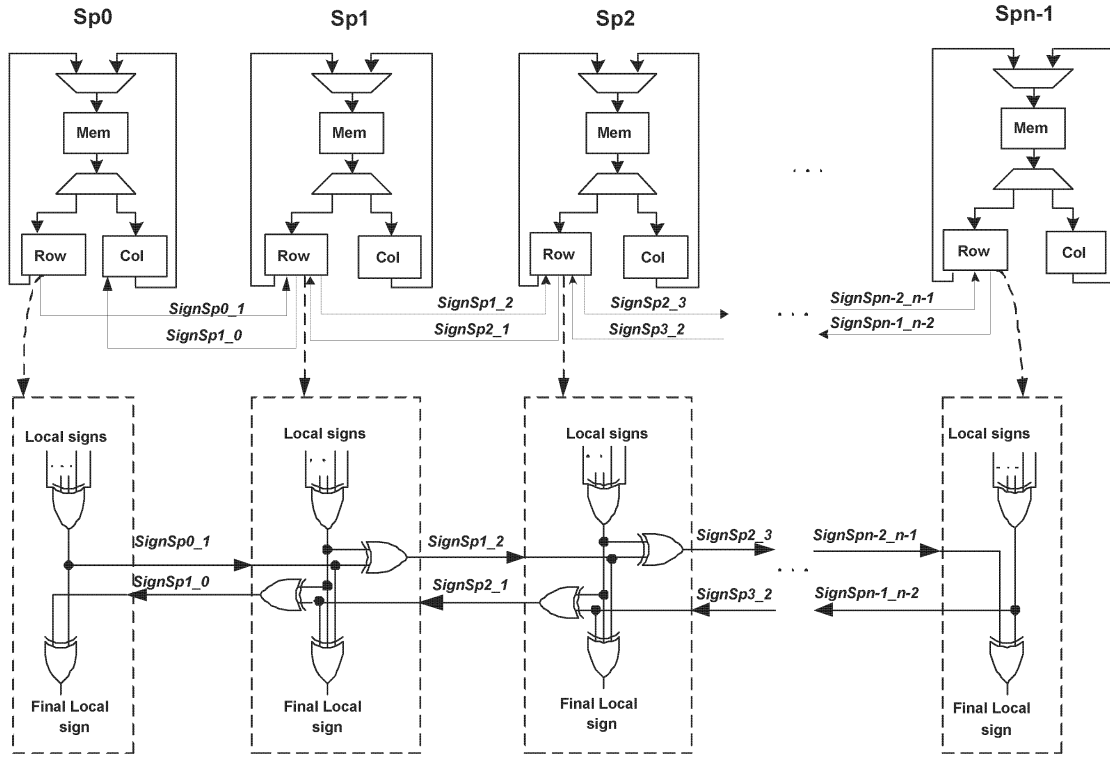 Sp0
Sp1
Sp2
Spn-1
Mem
Mem
Mem
Mem
. . .
Row
Col
Row
Col
Row
Col
Row
Col
SignSp0_1
SignSp1_0
SignSp1_2
SignSp2_1
SignSp2_3
SignSp3_2
. . .
SignSpn-2_n-1
SignSpn-1_n-2
Local signs
Local signs
Local signs
Local signs
SignSp0_1
SignSp1_0
SignSp1_2
SignSp2_1
SignSp2_3
SignSp3_2
. . .
SignSpn-2_n-1
SignSpn-1_n-2
Final Local
sign
Final Local
sign
Final Local
sign
Final Local
sign